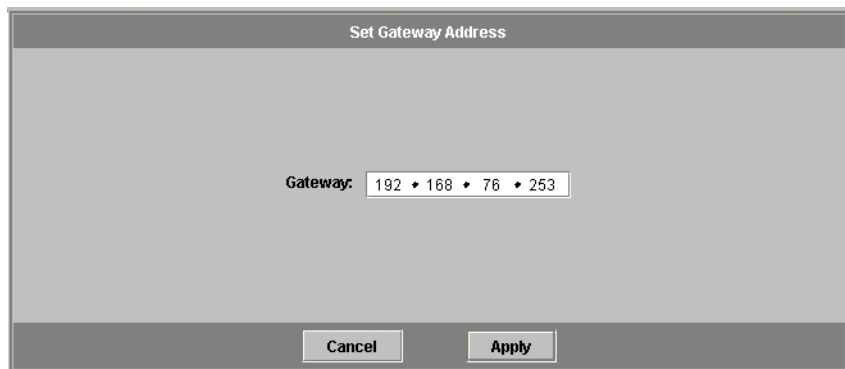 Set Gateway Address
Gateway: 192 • 168 • 76 • 253
Cancel Apply